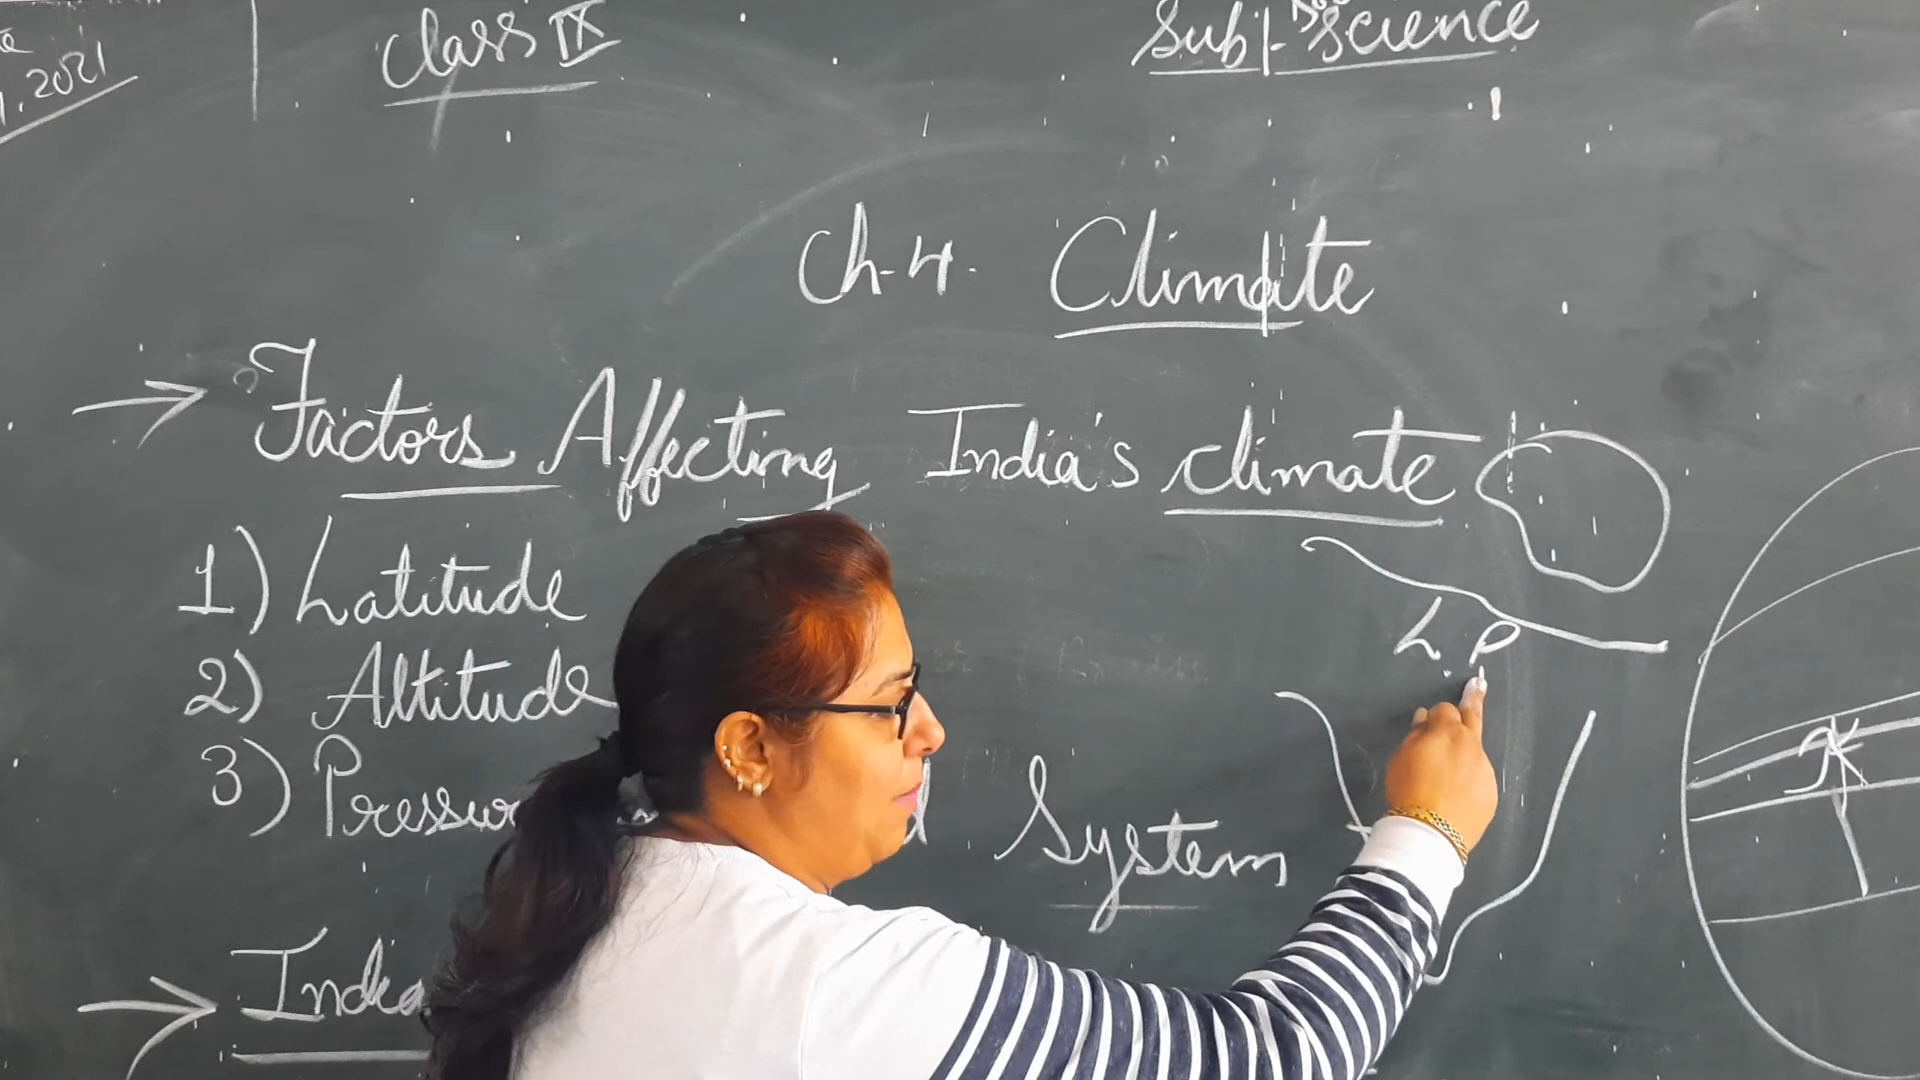 2021
Class IX
Sub|- Science
Ch-4. Climate
→ Factors Affecting India's climate
1) Latitude
2) Altitude
L.P
3) Pressur
System
→ India